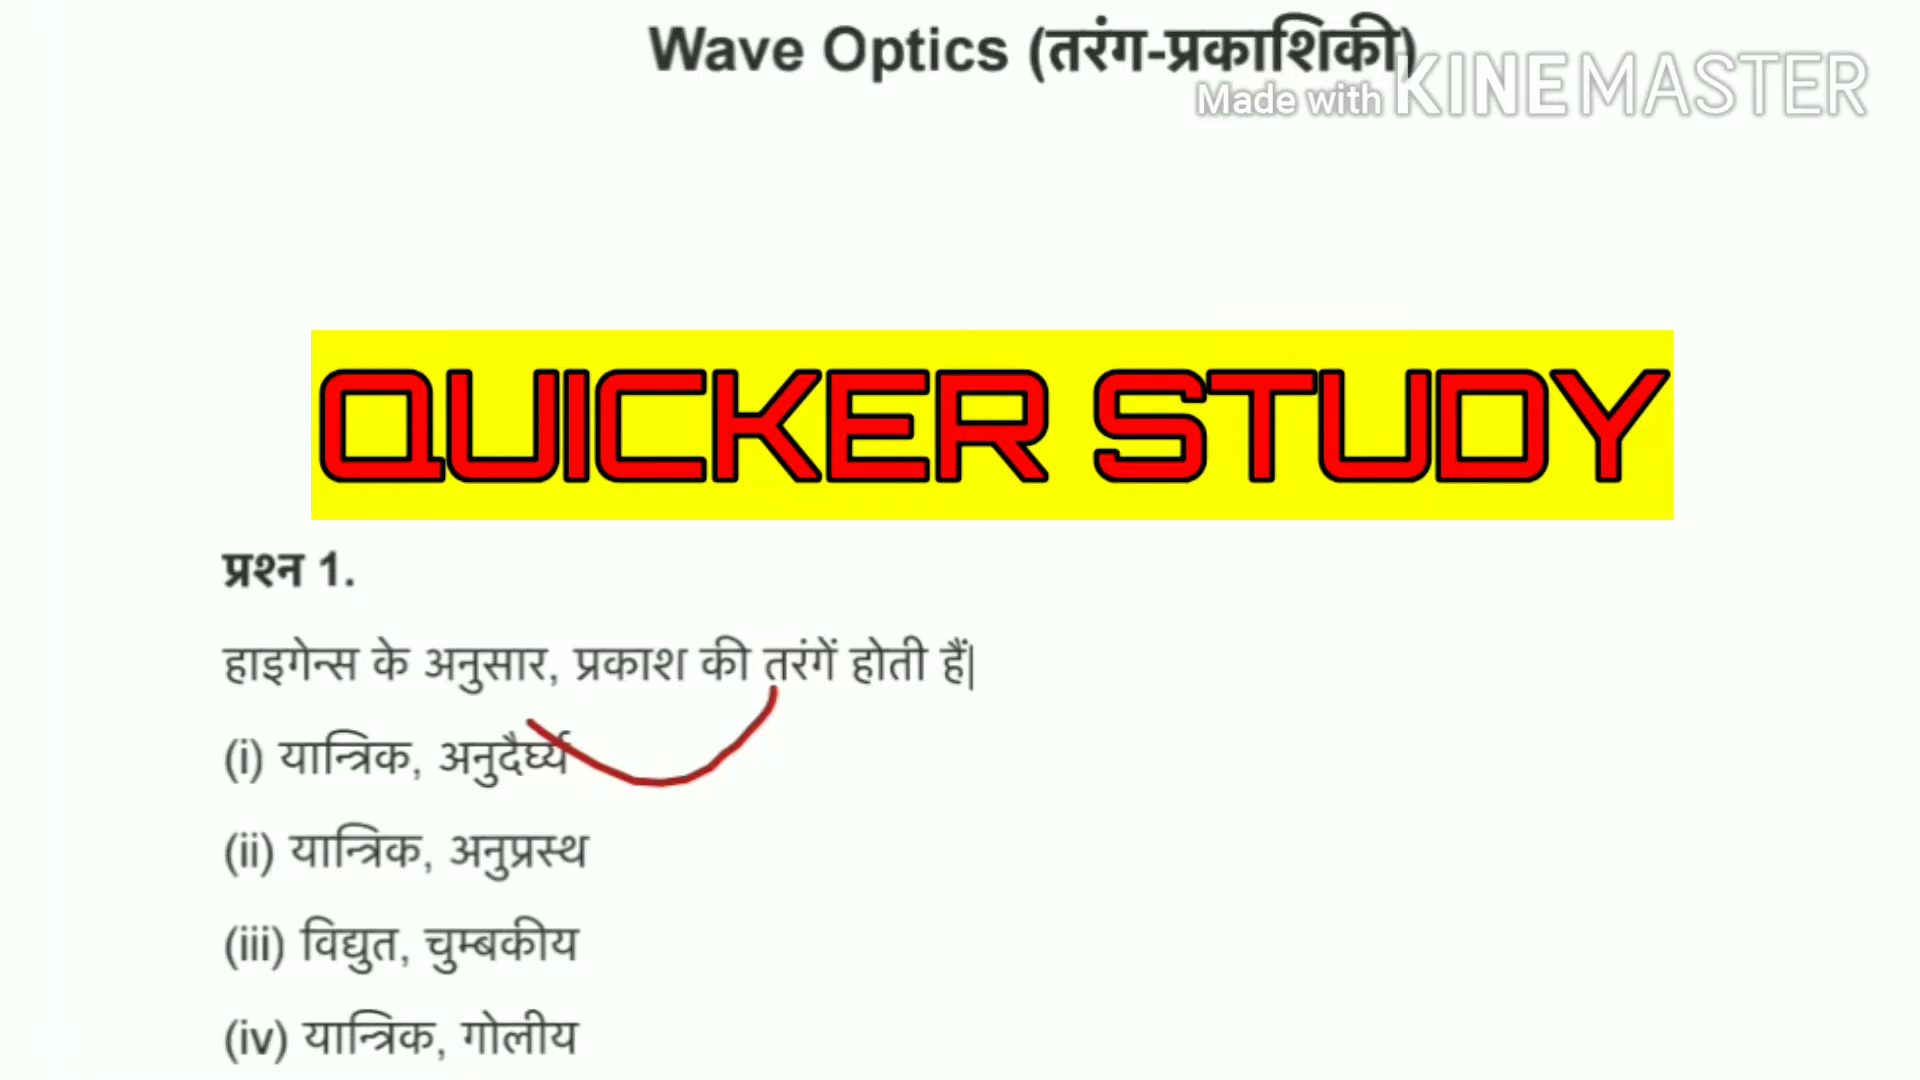 Wave Optics (तरंग-प्रकाशिकी)
Made with KINEMASTER
QUICKER STUDY
प्रश्न 1.
हाइगेन्स के अनुसार, प्रकाश की तरंगें होती हैं|
(i) यान्त्रिक, अनुदैर्घ्य
(ii) यान्त्रिक, अनुप्रस्थ
(iii) विद्युत, चुम्बकीय
(iv) यान्त्रिक, गोलीय